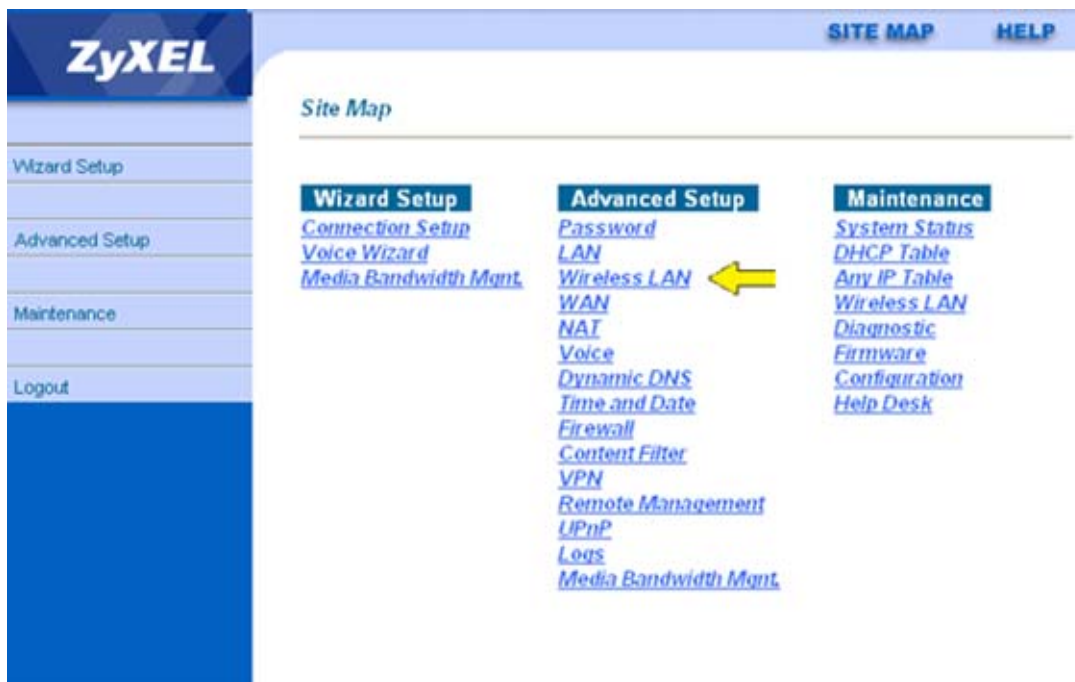 ZyXEL
SITE MAP HELP
Site Map
Wizard Setup
Advanced Setup
Maintenance
Logout
Wizard Setup
Connection Setup
Voice Wizard
Media Bandwidth Mgnt.
Advanced Setup
Password
LAN
Wireless LAN
WAN
NAT
Voice
Dynamic DNS
Time and Date
Firewall
Content Filter
VPN
Remote Management
UPnP
Logs
Media Bandwidth Mgnt.
Maintenance
System Status
DHCP Table
Any IP Table
Wireless LAN
Diagnostic
Firmware
Configuration
Help Desk